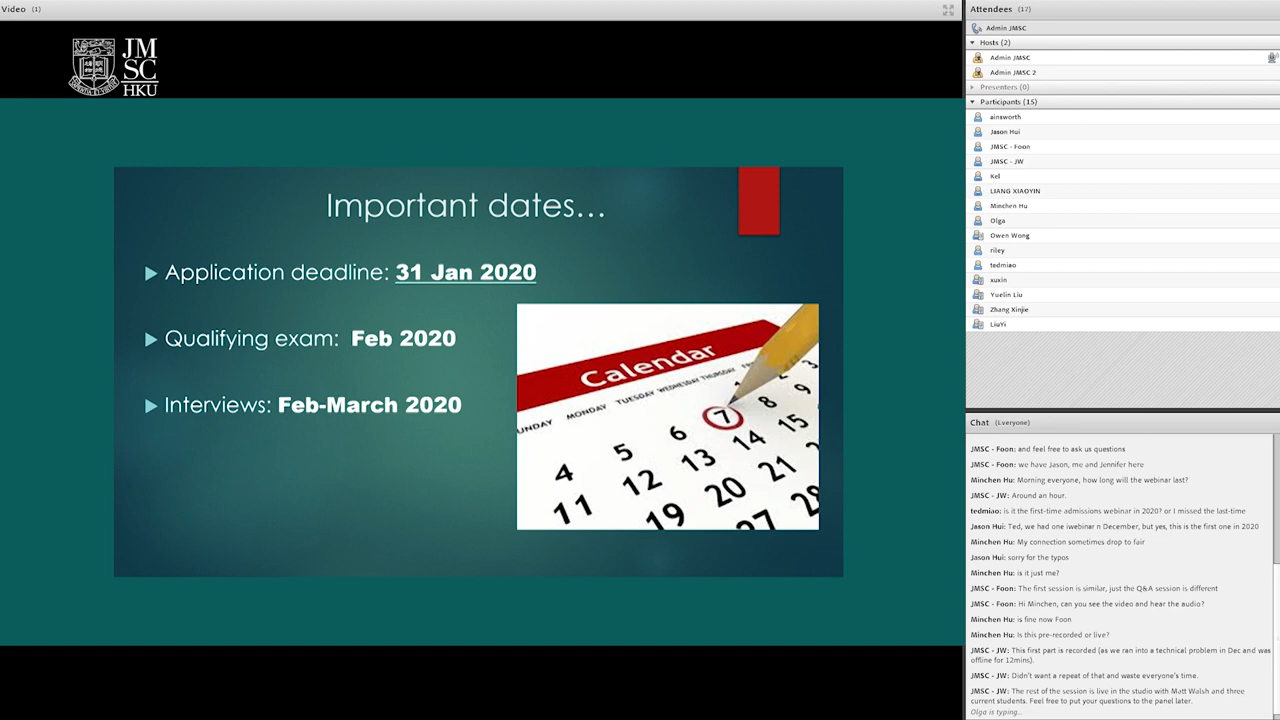 Video (1)
JM
SC
HKU
Important dates...
Application deadline: 31 Jan 2020
Qualifying exam: Feb 2020
Interviews: Feb-March 2020
Calendar
UNDAY MONDAY TUESDAY WEDNESDAY THURSDAY
1 2 3
4 5 6 7 8 9
11 12 13 14 15
19 20 21
27 28
Attendees (17)
Admin JMSC
Hosts (2)
Admin JMSC
Admin JMSC 2
Presenters (0)
Participants (15)
ainsworth
Jason Hui
JMSC - Foon
JMSC - JW
Kel
LIANG XIAOYIN
Minchen Hu
Olga
Owen Wong
riley
tedmiao
xuxin
Yuelin Liu
Zhang Xinjie
LiuYi
Chat (Everyone)
JMSC - Foon: and feel free to ask us questions
JMSC - Foon: we have Jason, me and Jennifer here
Minchen Hu: Morning everyone, how long will the webinar last?
JMSC - JW: Around an hour.
tedmiao: is it the first-time admissions webinar in 2020? or I missed the last-time
Jason Hui: Ted, we had one iwebinar n December, but yes, this is the first one in 2020
Minchen Hu: My connection sometimes drop to fair
Jason Hui: sorry for the typos
Minchen Hu: is it just me?
JMSC - Foon: The first session is similar, just the Q&A session is different
JMSC - Foon: Hi Minchen, can you see the video and hear the audio?
Minchen Hu: is fine now Foon
Minchen Hu: Is this pre-recorded or live?
JMSC - JW: This first part is recorded (as we ran into a technical problem in Dec and was
offline for 12mins).
JMSC - JW: Didn't want a repeat of that and waste everyone's time.
JMSC - JW: The rest of the session is live in the studio with Matt Walsh and three
current students. Feel free to put your questions to the panel later.
Olga is typing...